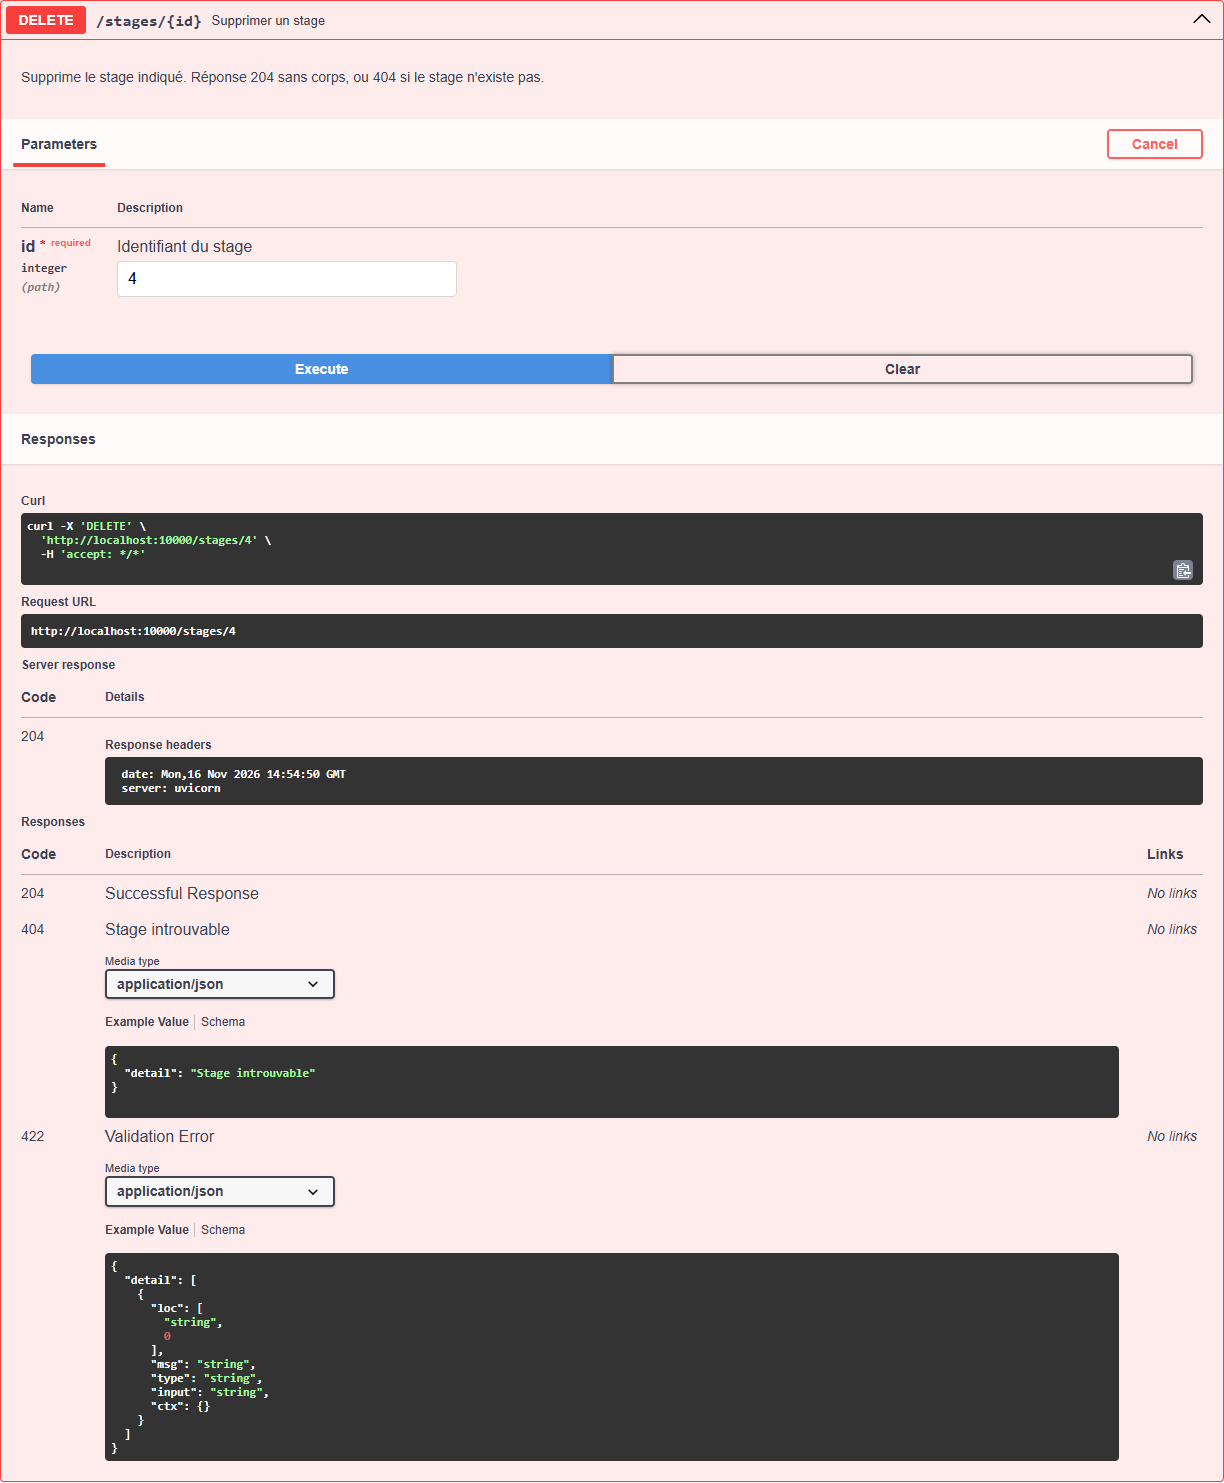 DELETE /stages/{id} Supprimer un stage
Supprime le stage indiqué. Réponse 204 sans corps, ou 404 si le stage n'existe pas.
Parameters Cancel
Name Description
id * required Identifiant du stage
integer
(path)
4
Execute Clear
Responses
Curl
curl -X 'DELETE' \
  'http://localhost:10000/stages/4' \
  -H 'accept: */*'
Request URL
http://localhost:10000/stages/4
Server response
Code Details
204
Response headers
date: Mon,16 Nov 2026 14:54:50 GMT
server: uvicorn
Responses
Code Description Links
204 Successful Response No links
404 Stage introuvable No links
Media type
application/json
Example Value Schema
{
  "detail": "Stage introuvable"
}
422 Validation Error No links
Media type
application/json
Example Value Schema
{
  "detail": [
    {
      "loc": [
        "string",
        0
      ],
      "msg": "string",
      "type": "string",
      "input": "string",
      "ctx": {}
    }
  ]
}